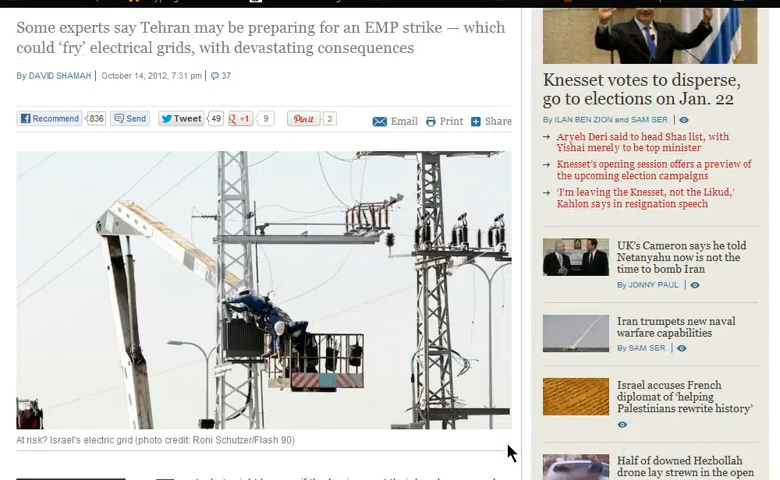 Some experts say Tehran may be preparing for an EMP strike — which
could ‘fry’ electrical grids, with devastating consequences
By DAVID SHAMAH | October 14, 2012, 7:31 pm | 37
Recommend 836 Send Tweet 49 +1 9 Pin it 2 Email Print Share
At risk? Israel's electric grid (photo credit: Roni Schutzer/Flash 90)
Knesset votes to disperse,
go to elections on Jan. 22
By ILAN BEN ZION and SAM SER |
→ Aryeh Deri said to head Shas list, with
Yishai merely to be top minister
→ Knesset's opening session offers a preview of
the upcoming election campaigns
→ ‘I'm leaving the Knesset, not the Likud,’
Kahlon says in resignation speech
UK's Cameron says he told
Netanyahu now is not the
time to bomb Iran
By JONNY PAUL |
Iran trumpets new naval
warfare capabilities
By SAM SER |
Israel accuses French
diplomat of ‘helping
Palestinians rewrite history’
Half of downed Hezbollah
drone lay strewn in the open